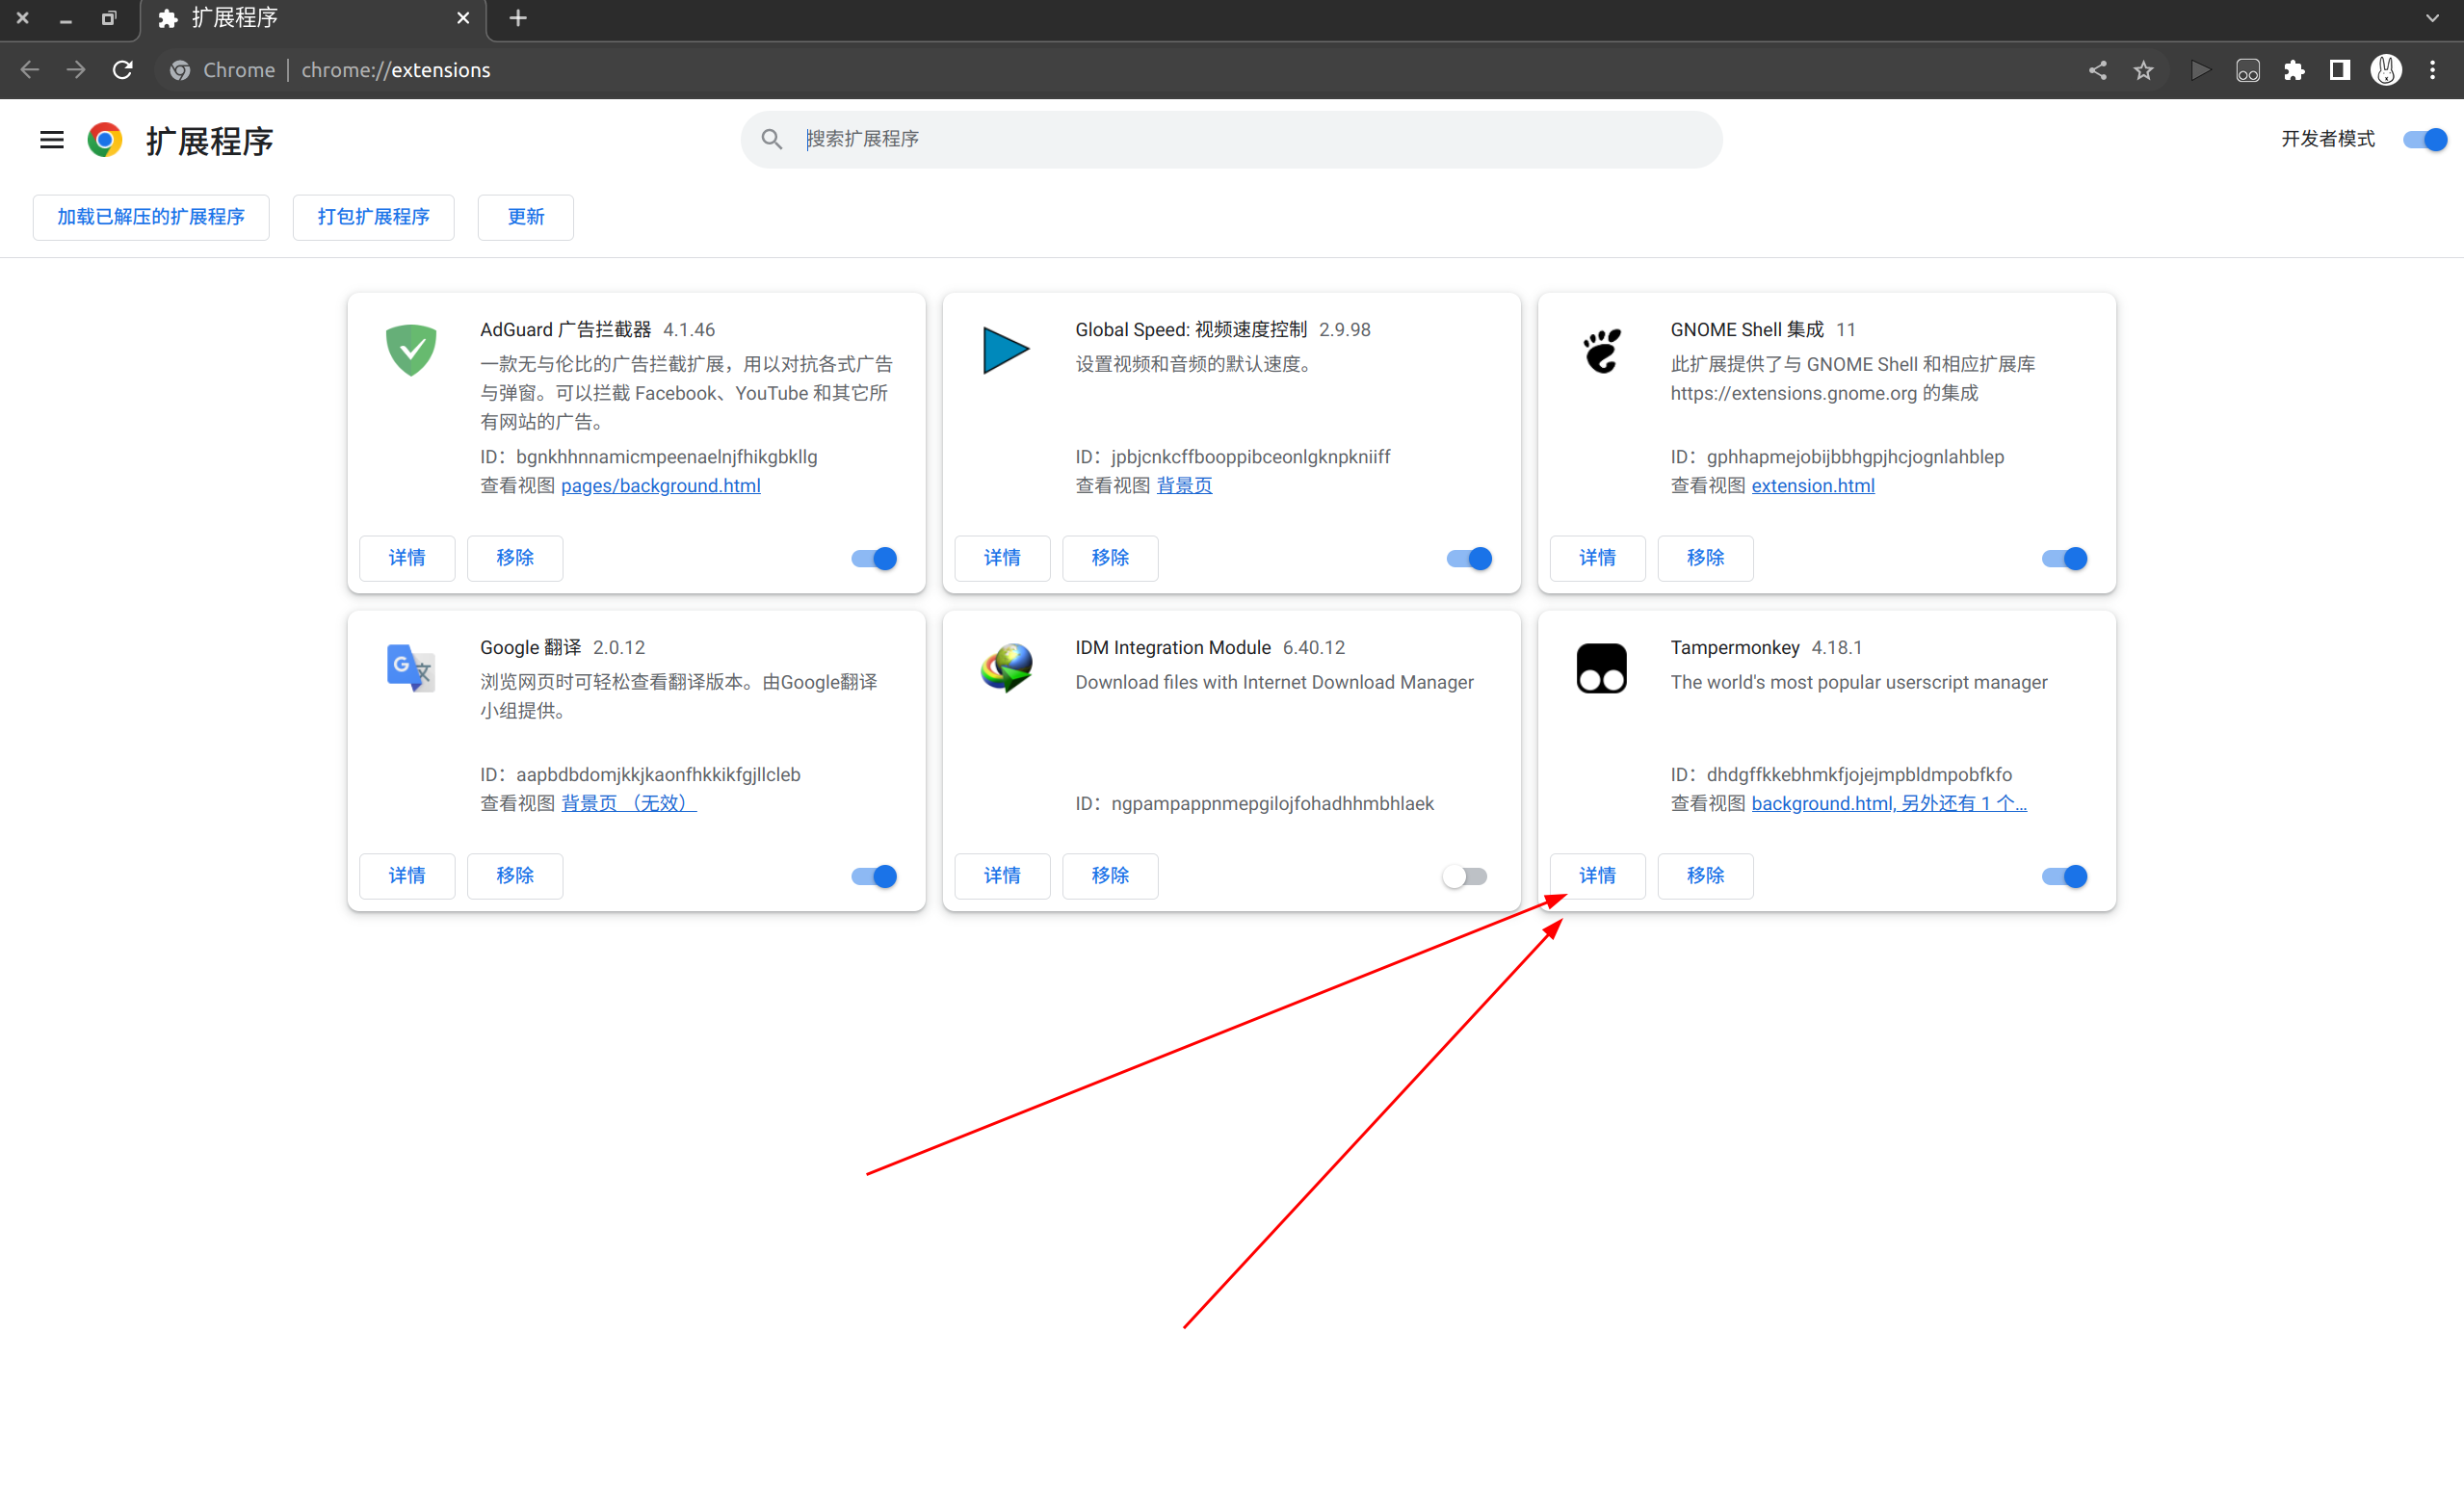 扩展程序
Chrome | chrome://extensions
扩展程序
搜索扩展程序
开发者模式
加载已解压的扩展程序
打包扩展程序
更新
AdGuard 广告拦截器 4.1.46
一款无与伦比的广告拦截扩展，用以对抗各式广告
与弹窗。可以拦截 Facebook、YouTube 和其它所
有网站的广告。
ID：bgnkhhnnamicmpeenaelnjfhikgbkllg
查看视图 pages/background.html
详情
移除
Global Speed: 视频速度控制 2.9.98
设置视频和音频的默认速度。
ID：jpbjcnkcffbooppibceonlgknpkniiff
查看视图 背景页
详情
移除
GNOME Shell 集成 11
此扩展提供了与 GNOME Shell 和相应扩展库
https://extensions.gnome.org 的集成
ID：gphhapmejobijbbhgpjhcjognlahblep
查看视图 extension.html
详情
移除
Google 翻译 2.0.12
浏览网页时可轻松查看翻译版本。由Google翻译
小组提供。
ID：aapbdbdomjkkjkaonfhkkikfgjllcleb
查看视图 背景页 （无效）
详情
移除
IDM Integration Module 6.40.12
Download files with Internet Download Manager
ID：ngpampappnmepgilojfohadhhmbhlaek
详情
移除
Tampermonkey 4.18.1
The world's most popular userscript manager
ID：dhdgffkkebhmkfjojejmpbldmpobfkfo
查看视图 background.html, 另外还有 1 个...
详情
移除